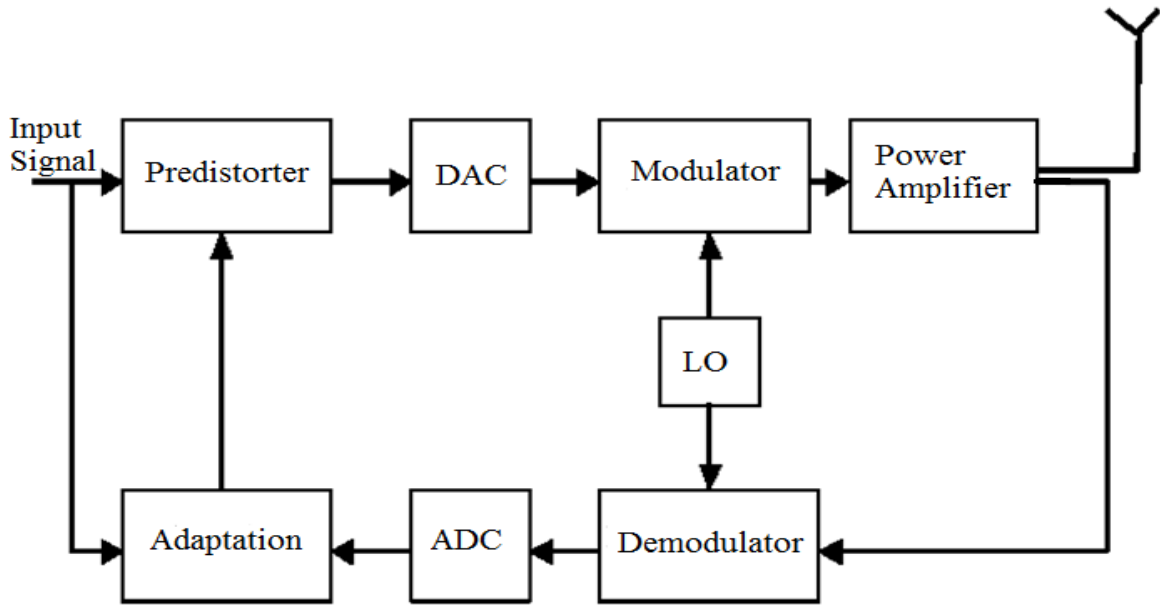 Input
Signal
Predistorter
DAC
Modulator
Power
Amplifier
LO
Adaptation
ADC
Demodulator